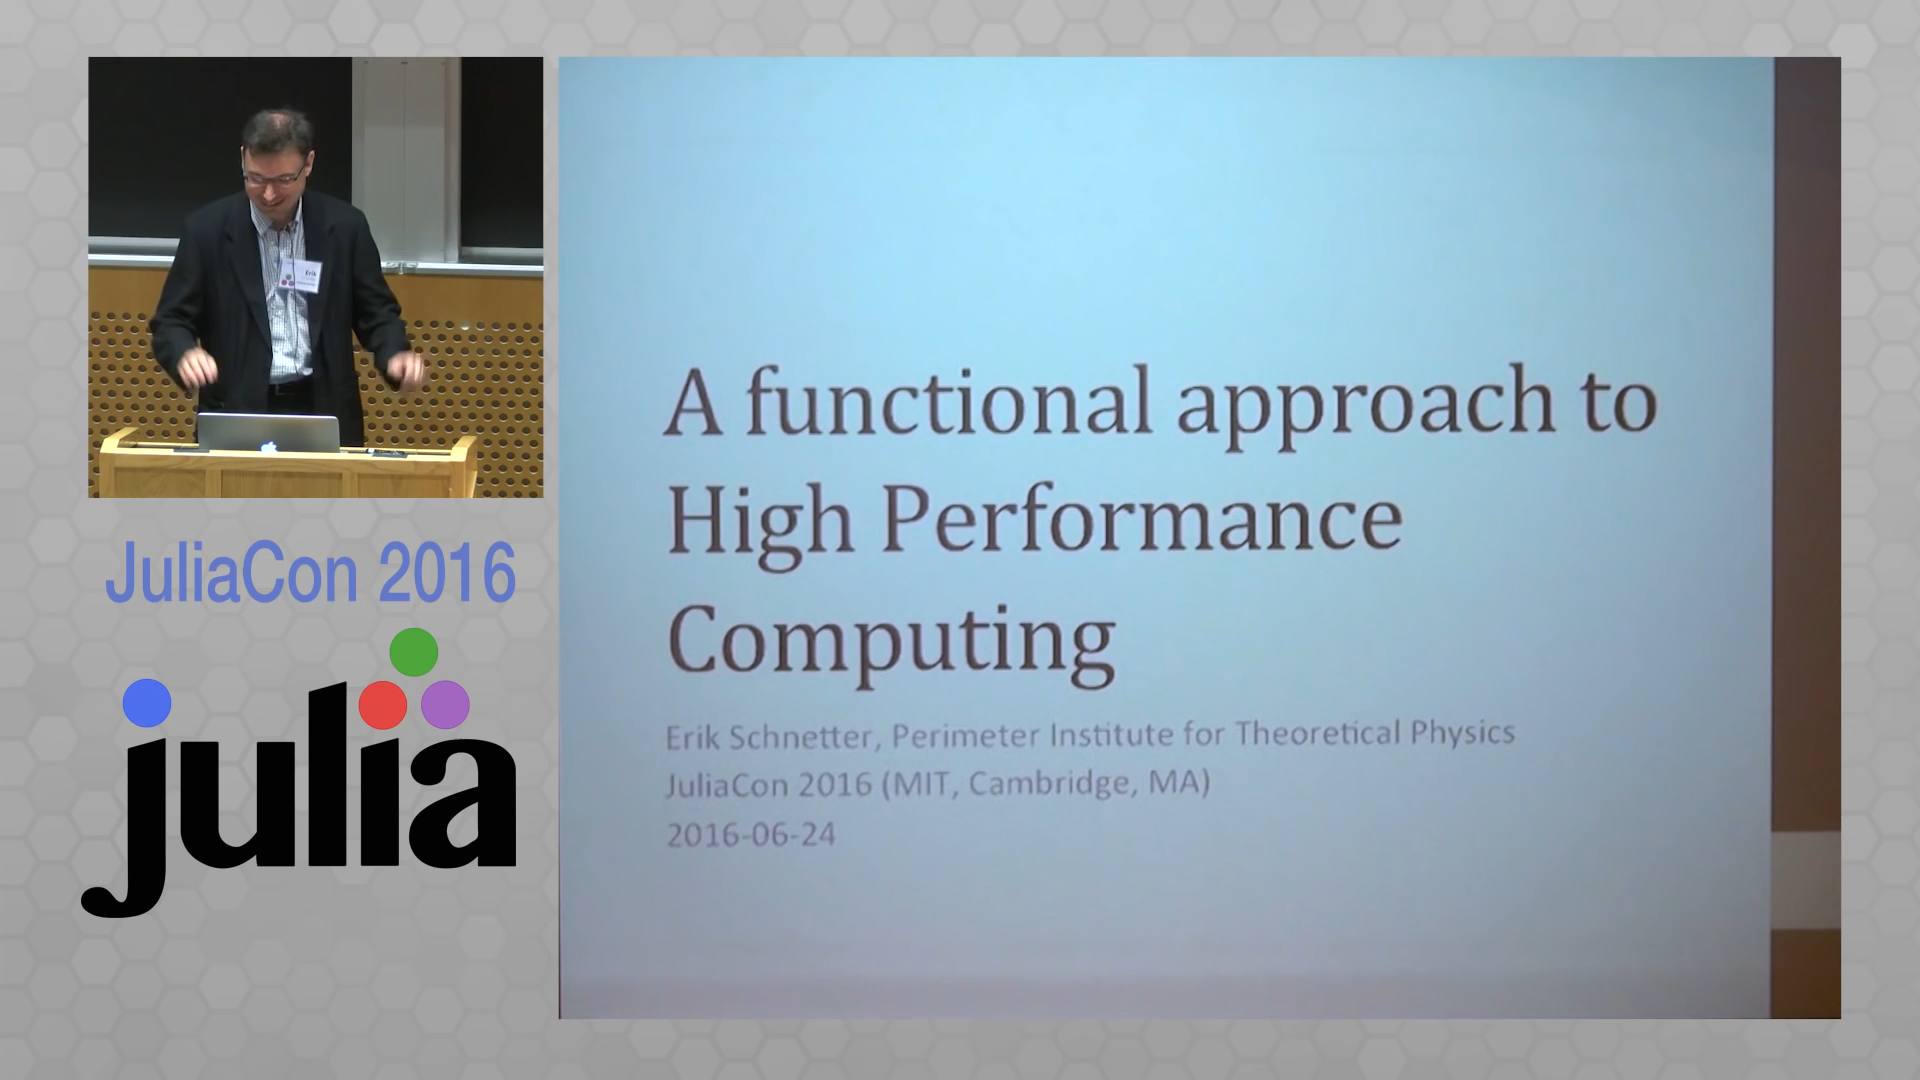 Erik
JuliaCon 2016
julia
A functional approach to
High Performance
Computing
Erik Schnetter, Perimeter Institute for Theoretical Physics
JuliaCon 2016 (MIT, Cambridge, MA)
2016-06-24